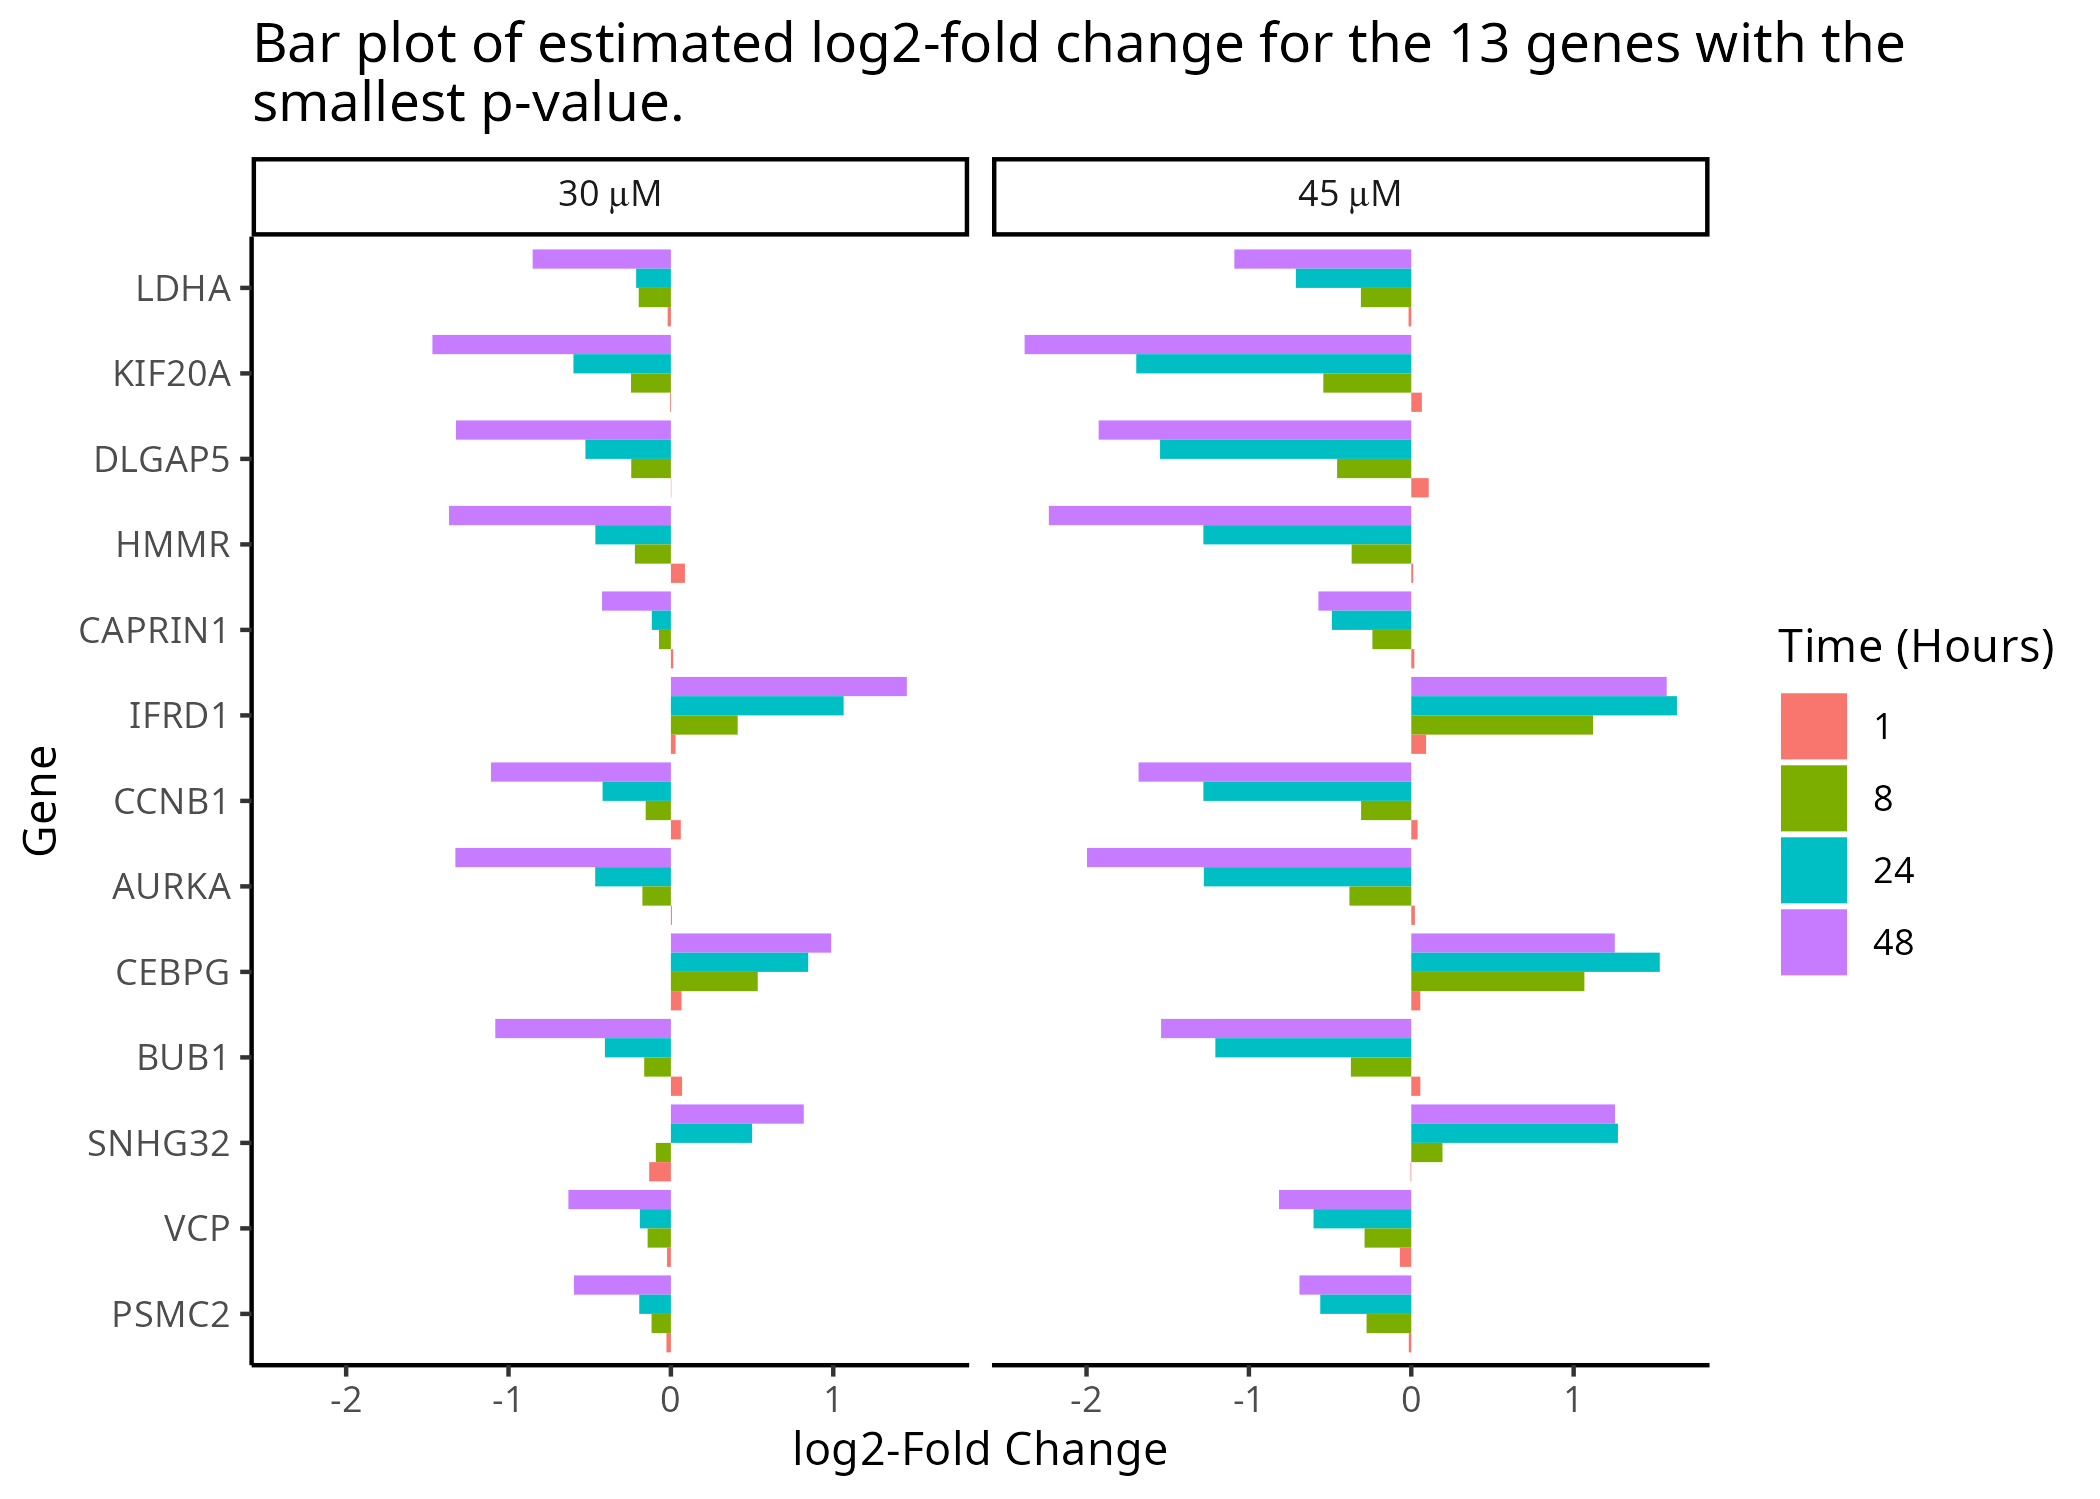 Bar plot of estimated log2-fold change for the 13 genes with the
smallest p-value.
30 μM
45 μM
LDHA
KIF20A
DLGAP5
HMMR
CAPRIN1
IFRD1
CCNB1
AURKA
CEBPG
BUB1
SNHG32
VCP
PSMC2
Gene
-2 -1 0 1
-2 -1 0 1
log2-Fold Change
Time (Hours)
1
8
24
48